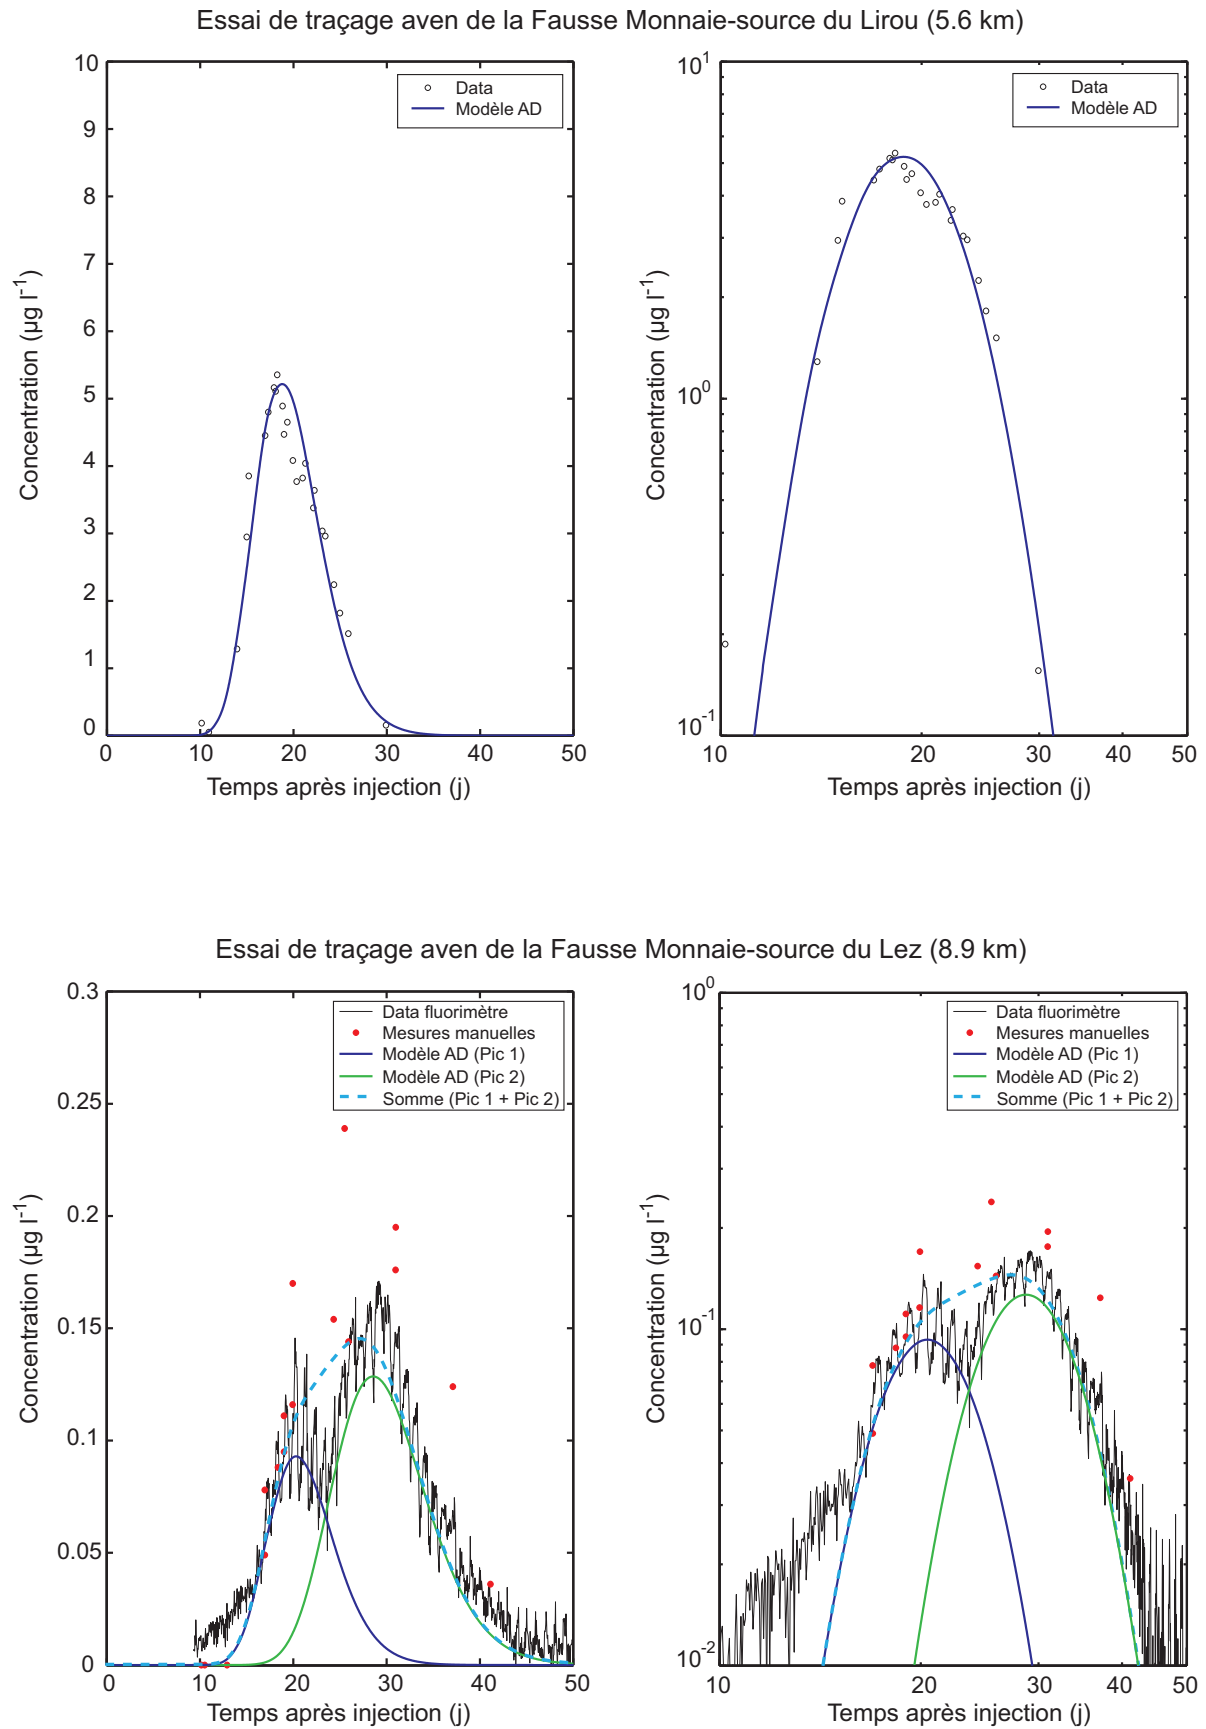 Essai de traçage aven de la Fausse Monnaie-source du Lirou (5.6 km)
10
9
8
7
6
5
4
3
2
1
0
Concentration (µg l-1)
Data
Modèle AD
0 10 20 30 40 50
Temps après injection (j)
10^1
10^0
10^-1
Concentration (µg l-1)
Data
Modèle AD
10 20 30 40 50
Temps après injection (j)
Essai de traçage aven de la Fausse Monnaie-source du Lez (8.9 km)
0.3
0.25
0.2
0.15
0.1
0.05
0
Concentration (µg l-1)
Data fluorimètre
Mesures manuelles
Modèle AD (Pic 1)
Modèle AD (Pic 2)
Somme (Pic 1 + Pic 2)
0 10 20 30 40 50
Temps après injection (j)
10^0
10^-1
10^-2
Concentration (µg l-1)
Data fluorimètre
Mesures manuelles
Modèle AD (Pic 1)
Modèle AD (Pic 2)
Somme (Pic 1 + Pic 2)
10 20 30 40 50
Temps après injection (j)